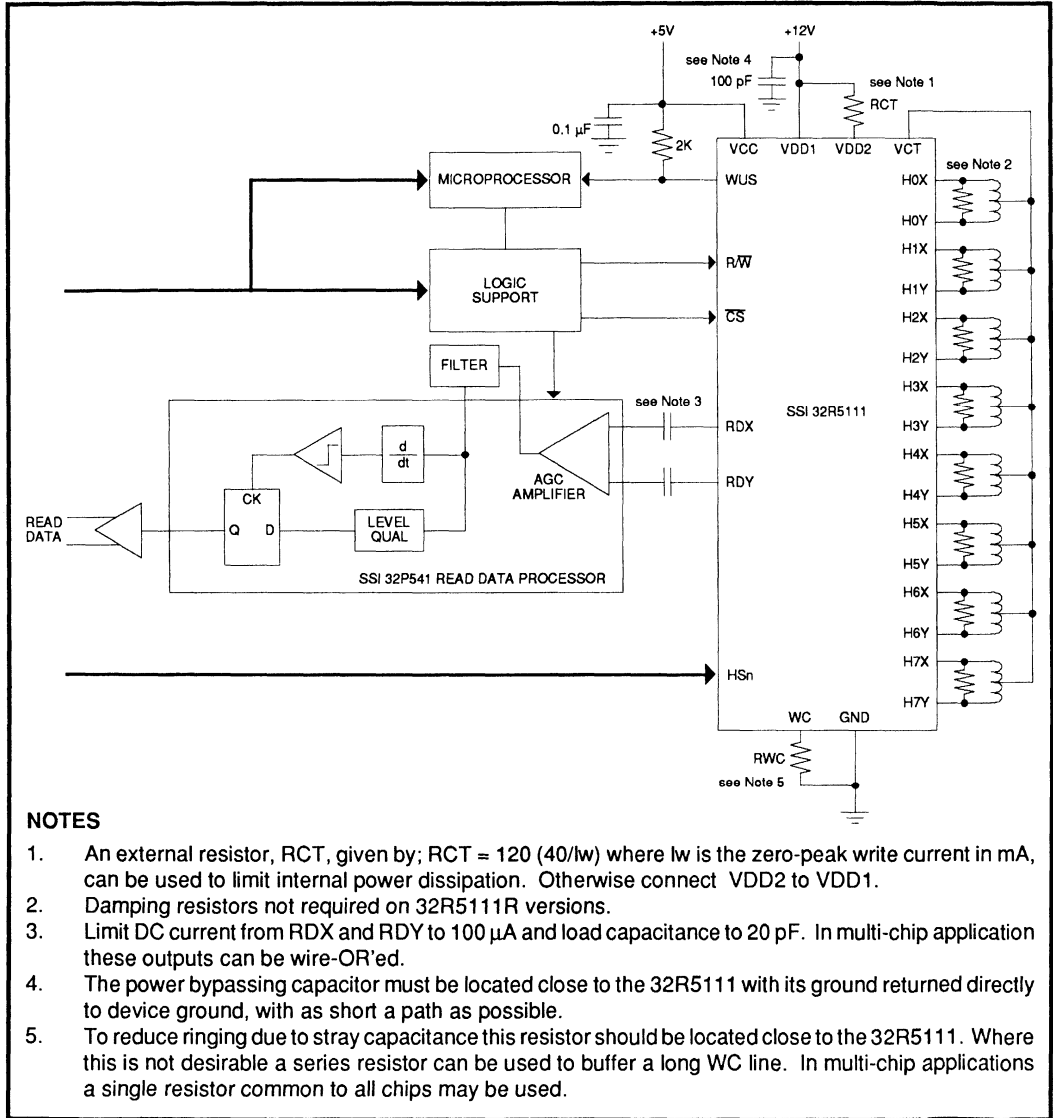 +5V
+12V
see Note 4
100 pF
see Note 1
RCT
0.1 µF
2K
VCC
VDD1
VDD2
VCT
MICROPROCESSOR
WUS
see Note 2
H0X
H0Y
H1X
H1Y
H2X
H2Y
H3X
H3Y
H4X
H4Y
H5X
H5Y
H6X
H6Y
H7X
H7Y
LOGIC
SUPPORT
R/W̅
C̅S̅
FILTER
see Note 3
SSI 32R5111
RDX
RDY
d
dt
AGC
AMPLIFIER
CK
Q
D
LEVEL
QUAL
READ
DATA
SSI 32P541 READ DATA PROCESSOR
HSn
WC
GND
RWC
see Note 5
NOTES
1. An external resistor, RCT, given by; RCT = 120 (40/Iw) where Iw is the zero-peak write current in mA,
can be used to limit internal power dissipation. Otherwise connect VDD2 to VDD1.
2. Damping resistors not required on 32R5111R versions.
3. Limit DC current from RDX and RDY to 100 µA and load capacitance to 20 pF. In multi-chip application
these outputs can be wire-OR'ed.
4. The power bypassing capacitor must be located close to the 32R5111 with its ground returned directly
to device ground, with as short a path as possible.
5. To reduce ringing due to stray capacitance this resistor should be located close to the 32R5111. Where
this is not desirable a series resistor can be used to buffer a long WC line. In multi-chip applications
a single resistor common to all chips may be used.